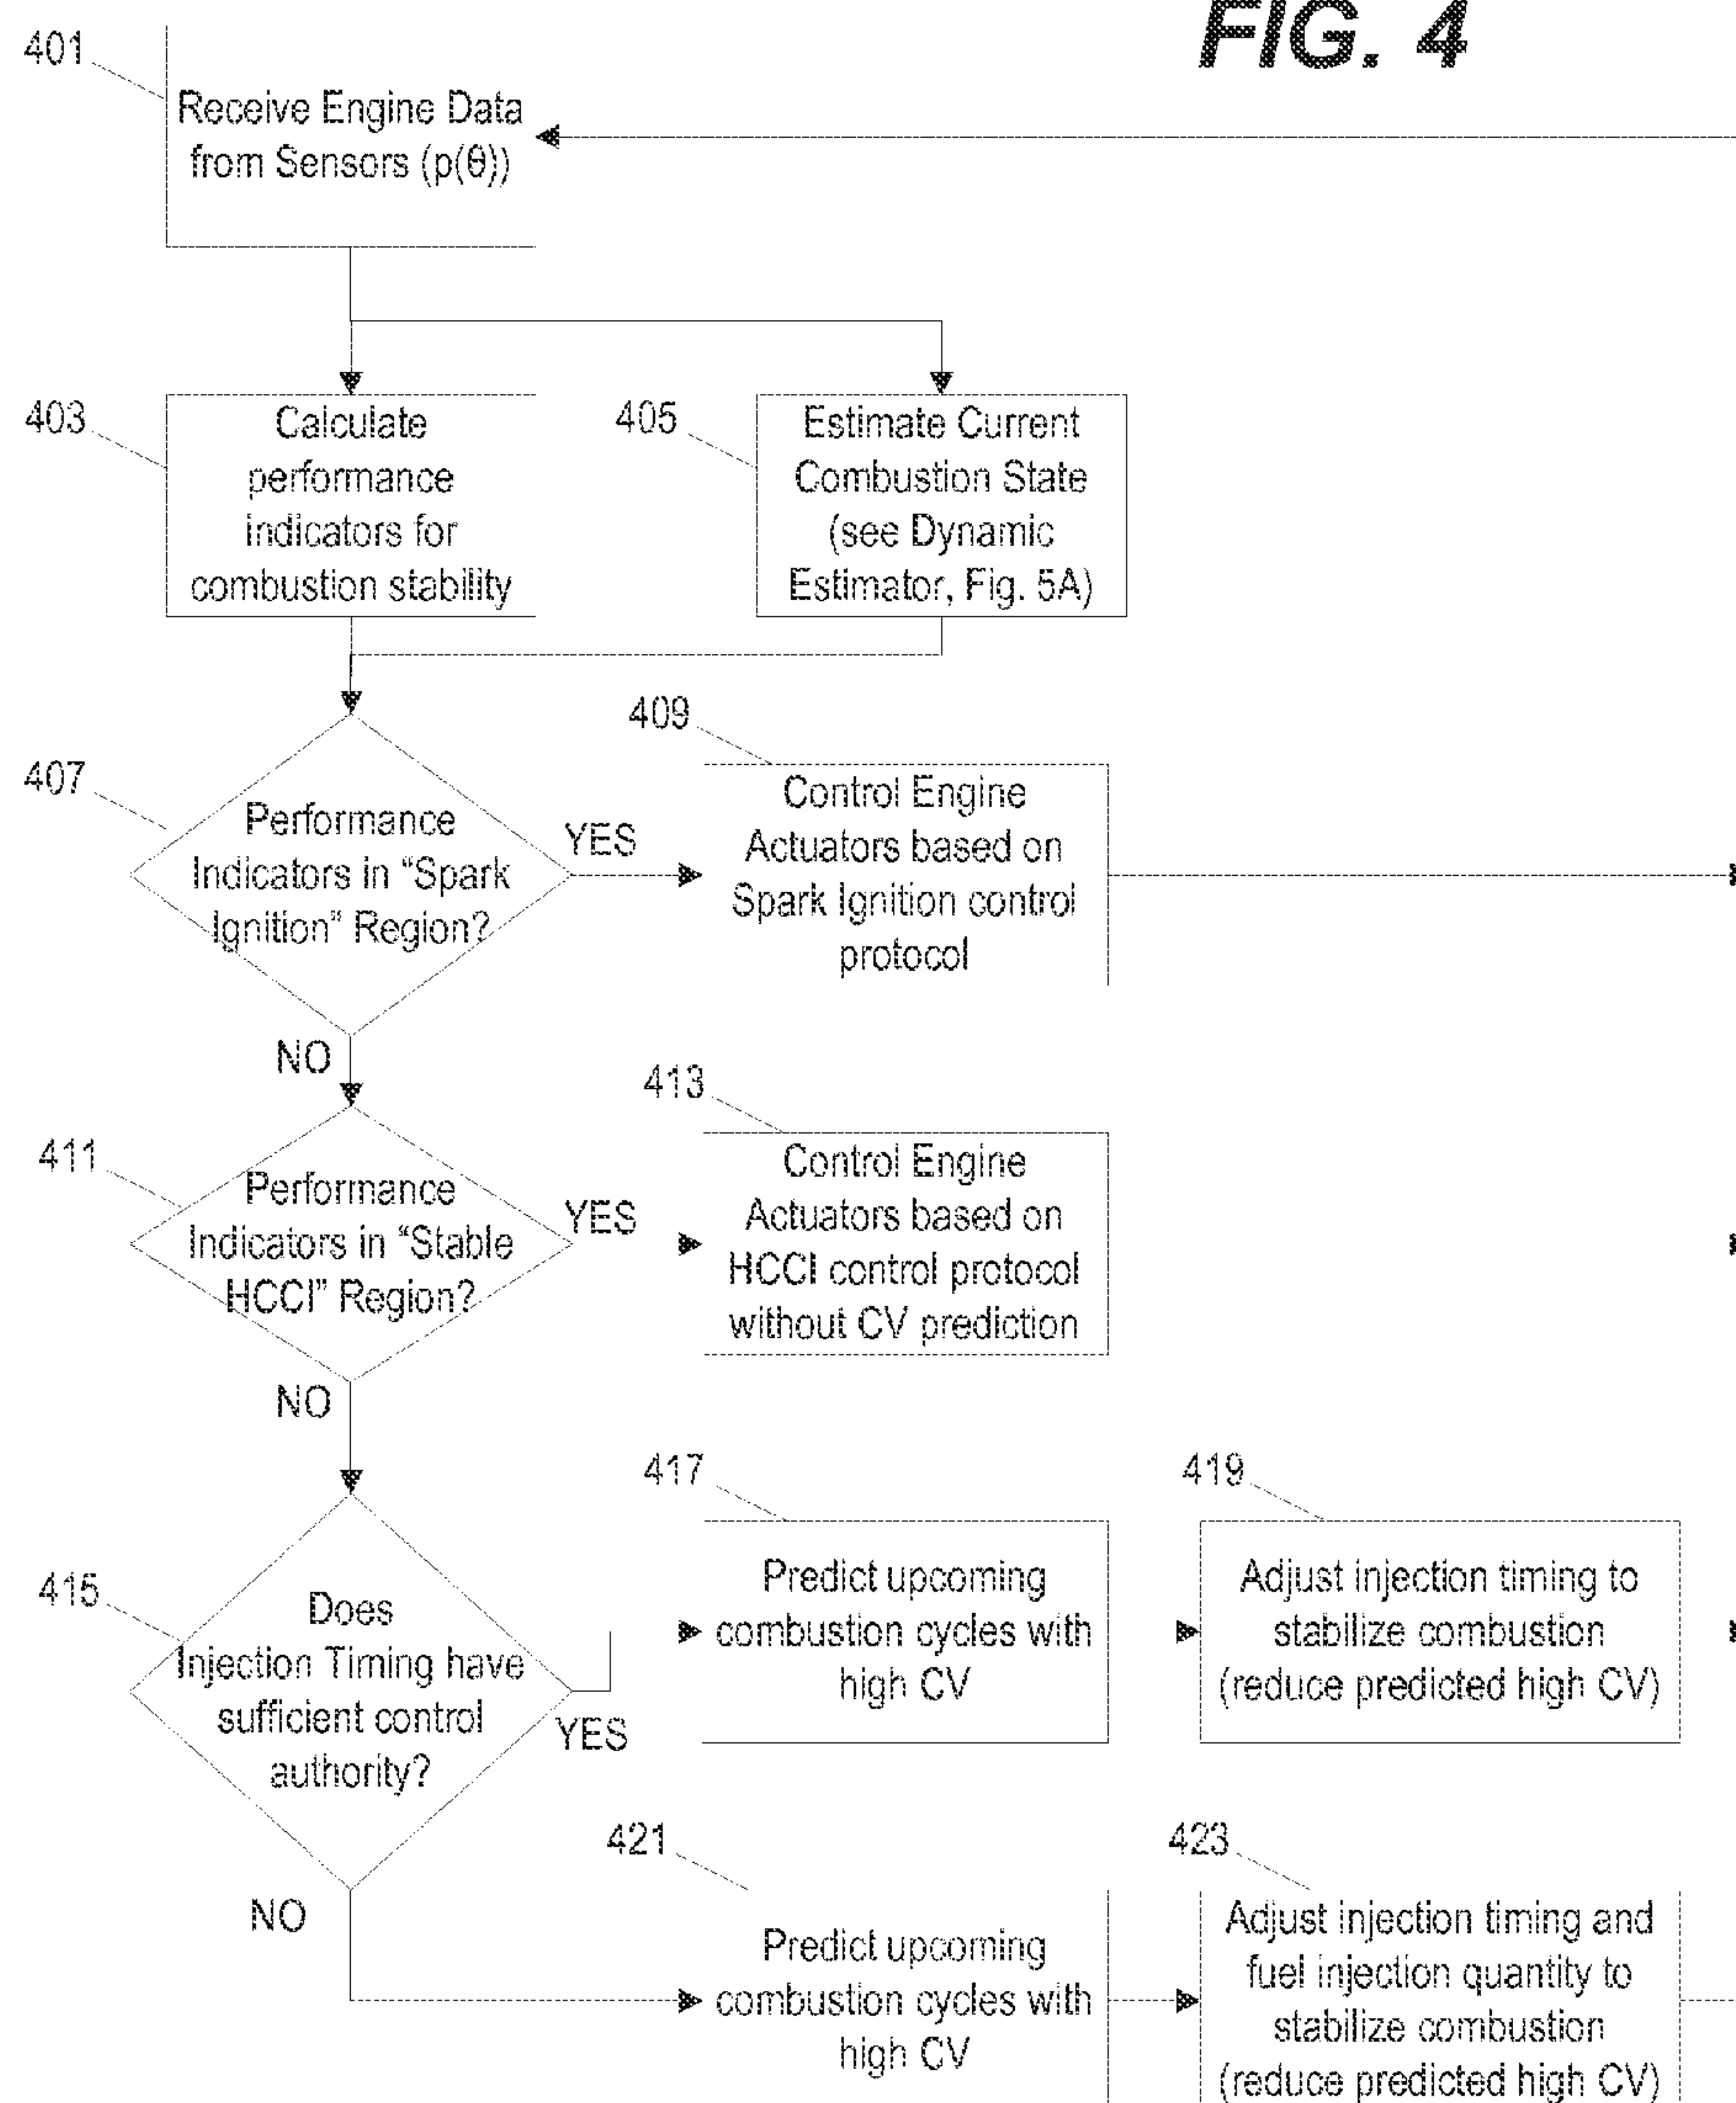 FIG. 4
401
Receive Engine Data
from Sensors (p(θ))
403
Calculate
performance
indicators for
combustion stability
405
Estimate Current
Combustion State
(see Dynamic
Estimator, Fig. 5A)
407
Performance
Indicators in “Spark
Ignition” Region?
YES
NO
409
Control Engine
Actuators based on
Spark Ignition control
protocol
411
Performance
Indicators in “Stable
HCCI” Region?
YES
NO
413
Control Engine
Actuators based on
HCCI control protocol
without CV prediction
415
Does
Injection Timing have
sufficient control
authority?
YES
NO
417
Predict upcoming
combustion cycles with
high CV
419
Adjust injection timing to
stabilize combustion
(reduce predicted high CV)
421
Predict upcoming
combustion cycles with
high CV
423
Adjust injection timing and
fuel injection quantity to
stabilize combustion
(reduce predicted high CV)